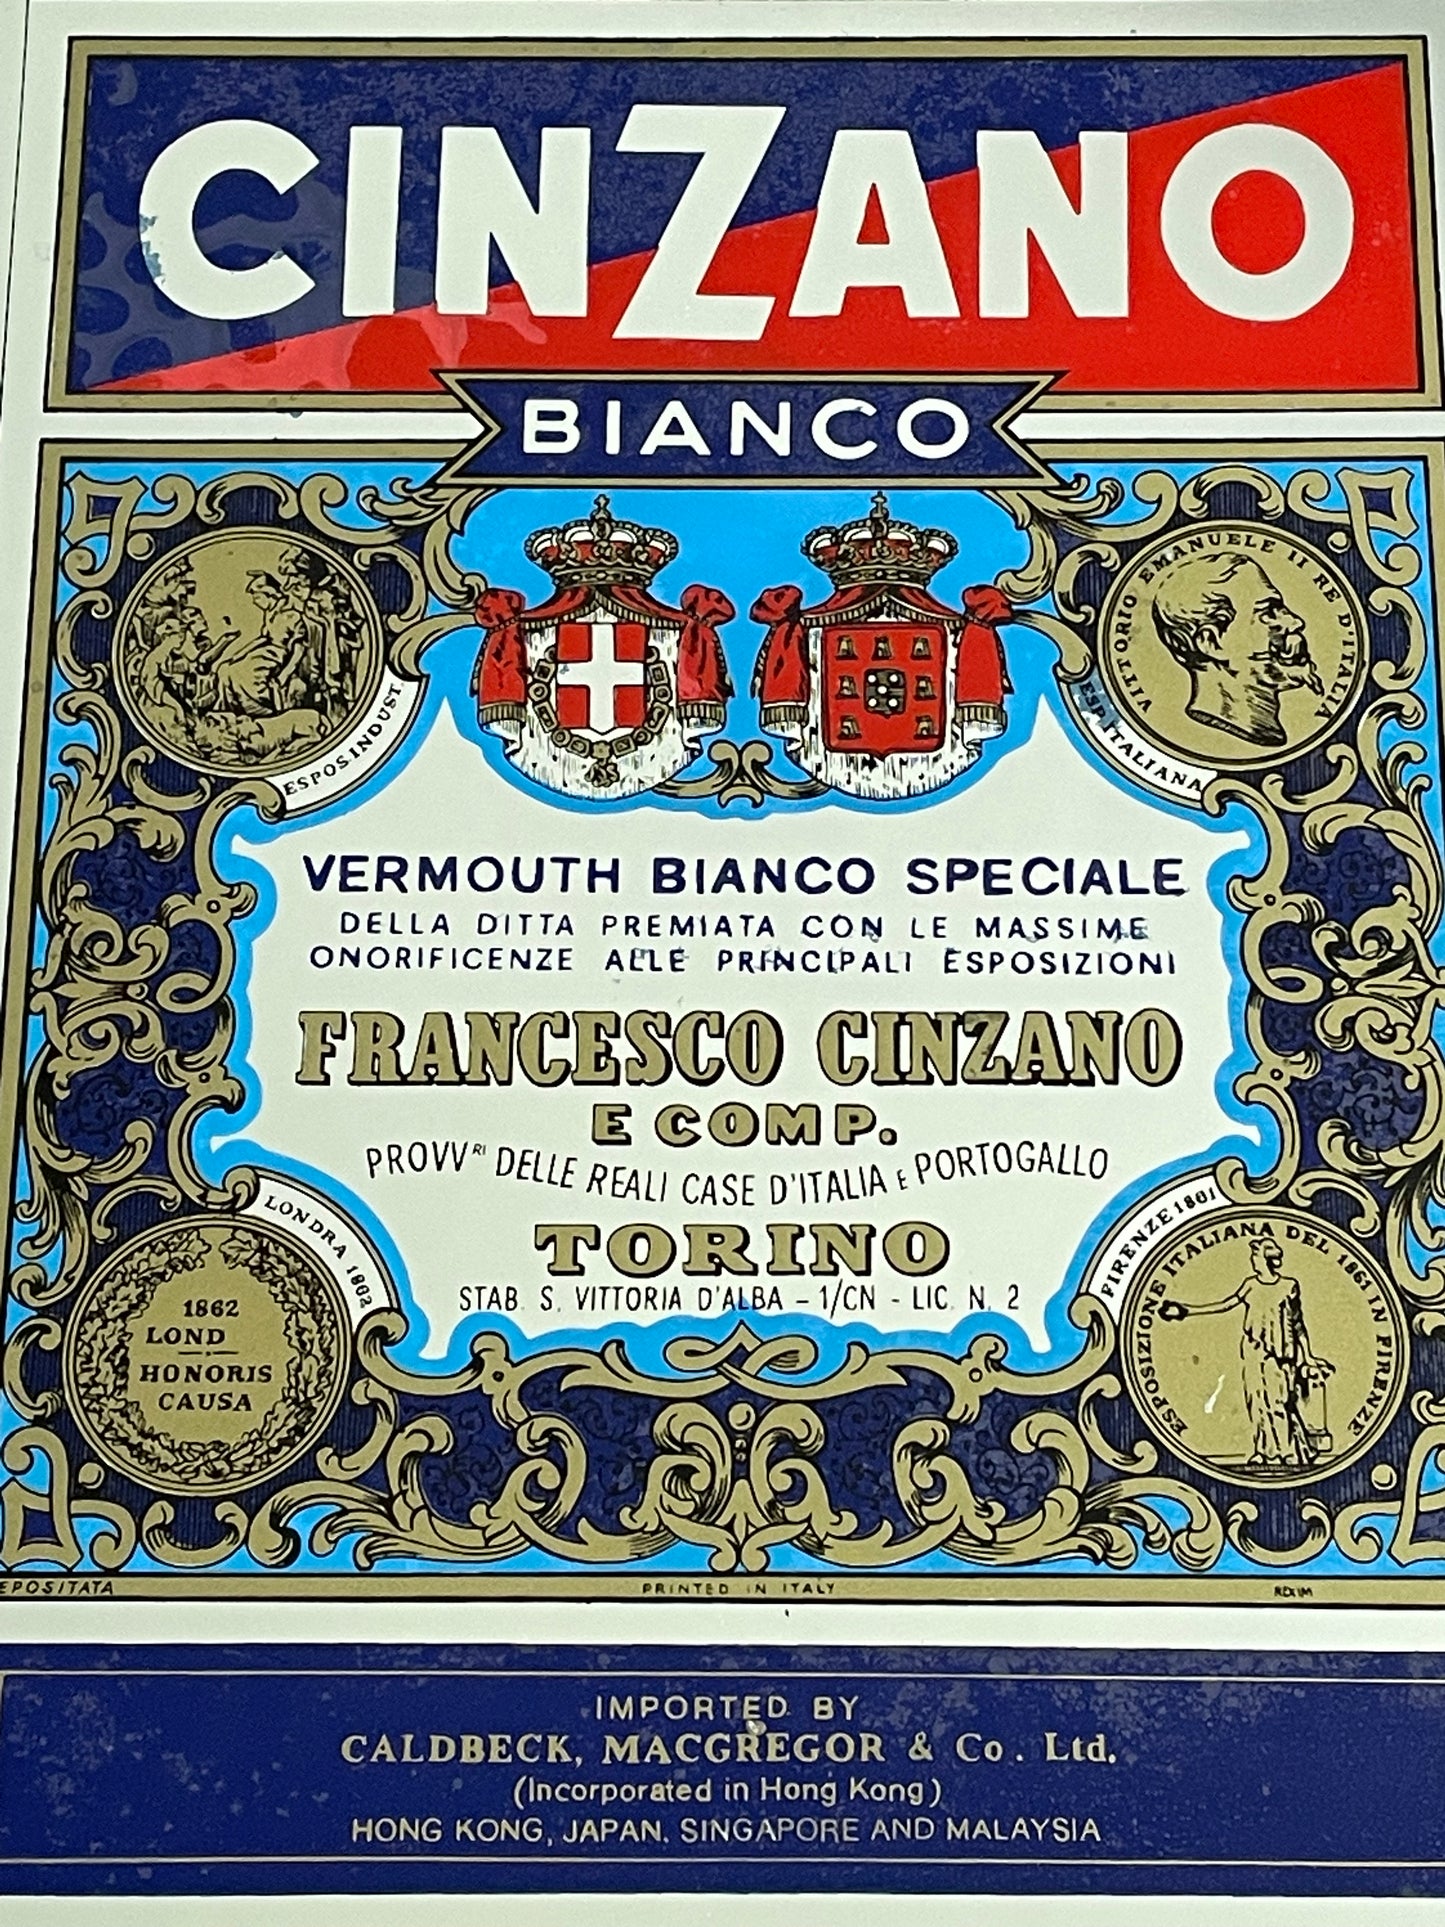 CINZANO
BIANCO
ESPOS.INDUST.
VITTORIO EMANUELE II RE D'ITALIA
ESP. ITALIANA
VERMOUTH BIANCO SPECIALE
DELLA DITTA PREMIATA CON LE MASSIME
ONORIFICENZE ALLE PRINCIPALI ESPOSIZIONI
FRANCESCO CINZANO
E COMP.
PROVVRI DELLE REALI CASE D'ITALIA E PORTOGALLO
TORINO
STAB. S. VITTORIA D'ALBA - 1/CN - LIC. N. 2
LONDRA 1862
1862
LOND
HONORIS
CAUSA
FIRENZE 1861
ESPOSIZIONE ITALIANA DEL 1861 IN FIRENZE
EPOSITATA
PRINTED IN ITALY
IMPORTED BY
CALDBECK, MACGREGOR & Co. Ltd.
(Incorporated in Hong Kong)
HONG KONG, JAPAN. SINGAPORE AND MALAYSIA